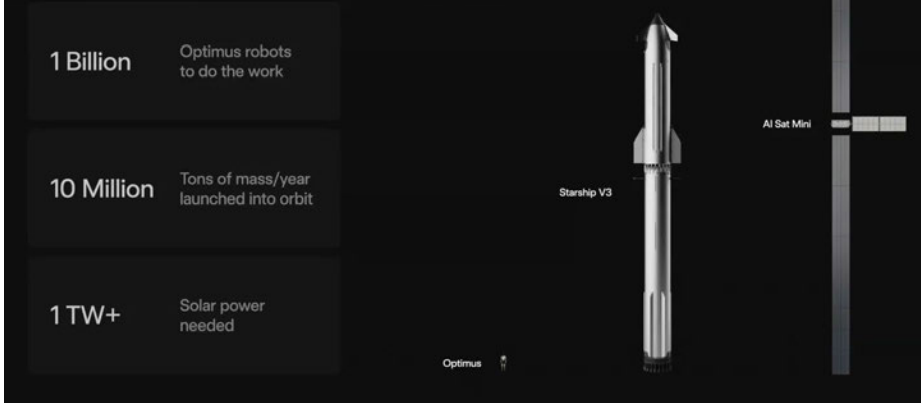 1 Billion
Optimus robots
to do the work
10 Million
Tons of mass/year
launched into orbit
1 TW+
Solar power
needed
Optimus
Starship V3
AI Sat Mini